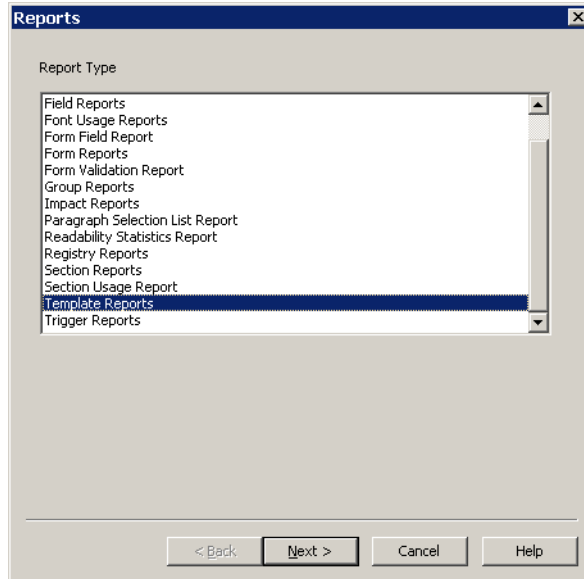 Reports
Report Type
Field Reports
Font Usage Reports
Form Field Report
Form Reports
Form Validation Report
Group Reports
Impact Reports
Paragraph Selection List Report
Readability Statistics Report
Registry Reports
Section Reports
Section Usage Report
Template Reports
Trigger Reports
< Back Next > Cancel Help